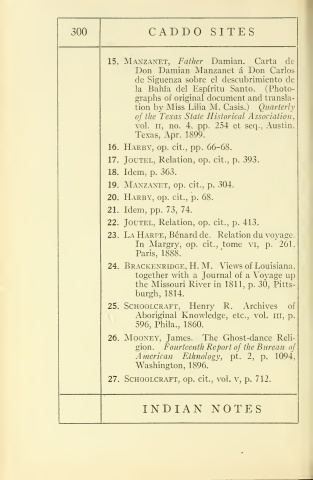 300
CADDO SITES
15. MANZANET, Father Damian. Carta de
Don Damian Manzanet á Don Carlos
de Siguenza sobre el descubrimiento de
la Bahía del Espíritu Santo. (Photo-
graphs of original document and transla-
tion by Miss Lilia M. Casis.) Quarterly
of the Texas State Historical Association,
vol. II, no. 4. pp. 254 et seq., Austin.
Texas, Apr. 1899.
16. HARBY, op. cit., pp. 66-68.
17. JOUTEL, Relation, op. cit., p. 393.
18. Idem, p. 363.
19. MANZANET, op. cit., p. 304.
20. HARBY, op. cit., p. 68.
21. Idem, pp. 73, 74.
22. JOUTEL, Relation, op. cit., p. 413.
23. LA HARPE, Bénard de. Relation du voyage.
In Margry, op. cit., tome VI, p. 261.
Paris, 1888.
24. BRACKENRIDGE, H. M. Views of Louisiana.
together with a Journal of a Voyage up
the Missouri River in 1811, p. 30, Pitts-
burgh, 1814.
25. SCHOOLCRAFT, Henry R. Archives of
Aboriginal Knowledge, etc., vol. III, p.
596, Phila., 1860.
26. MOONEY, James. The Ghost-dance Reli-
gion. Fourteenth Report of the Bureau of
American Ethnology, pt. 2, p. 1094,
Washington, 1896.
27. SCHOOLCRAFT, op. cit., vol. V, p. 712.
INDIAN NOTES